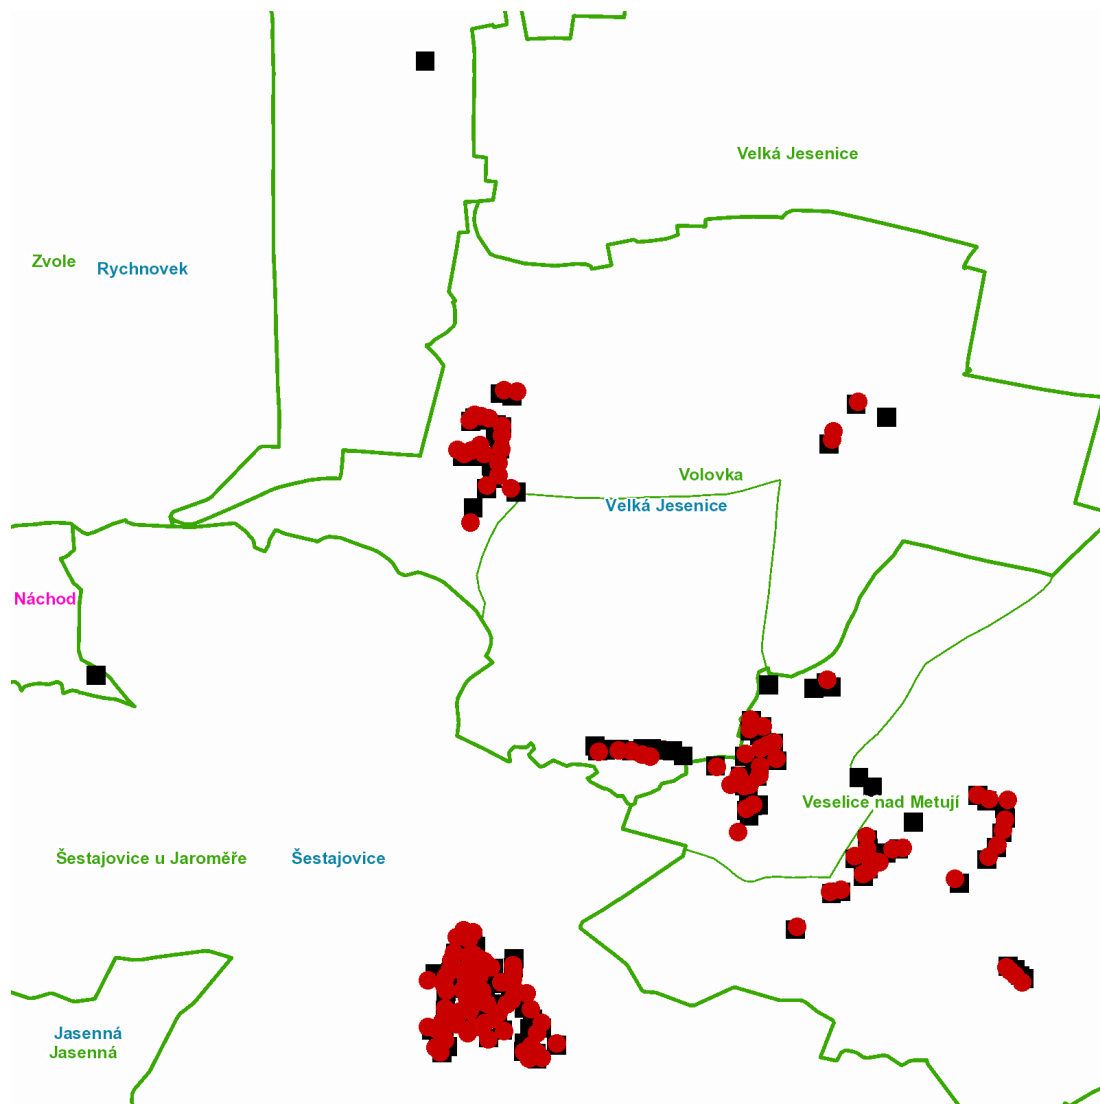 Velká Jesenice
Zvole
Rychnovek
Volovka
Velká Jesenice
Náchod
Veselice nad Metují
Šestajovice u Jaroměře
Šestajovice
Jasenná
Jasenná